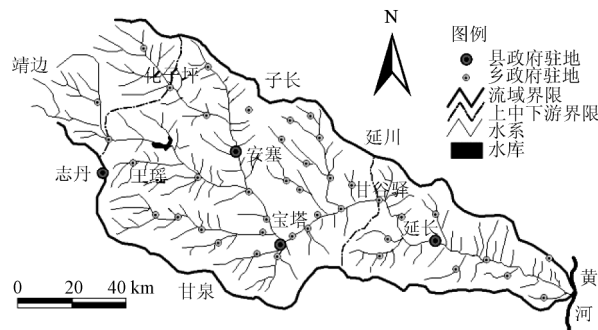 N
图例
县政府驻地
乡政府驻地
流域界限
上中下游界限
水系
水库
靖边
化子坪
子长
延川
安塞
志丹
王瑶
甘谷驿
宝塔
延长
甘泉
黄
河
0 20 40 km